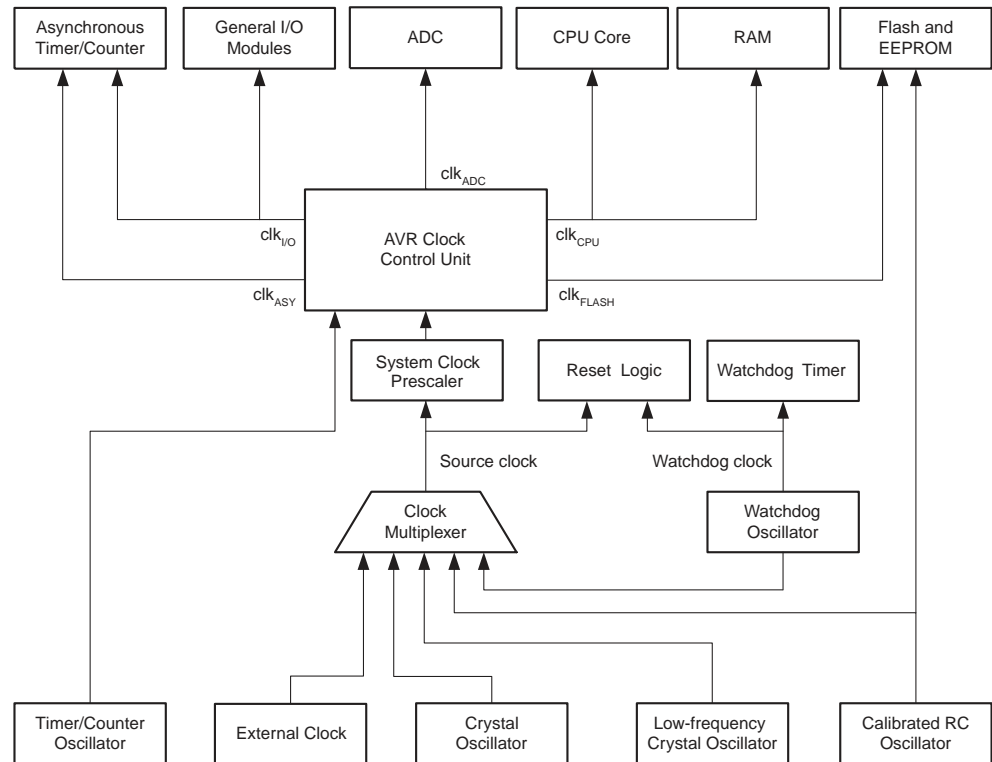 Asynchronous
Timer/Counter
General I/O
Modules
ADC
CPU Core
RAM
Flash and
EEPROM
clkADC
clkI/O
AVR Clock
Control Unit
clkCPU
clkASY
clkFLASH
System Clock
Prescaler
Reset Logic
Watchdog Timer
Source clock
Watchdog clock
Clock
Multiplexer
Watchdog
Oscillator
Timer/Counter
Oscillator
External Clock
Crystal
Oscillator
Low-frequency
Crystal Oscillator
Calibrated RC
Oscillator